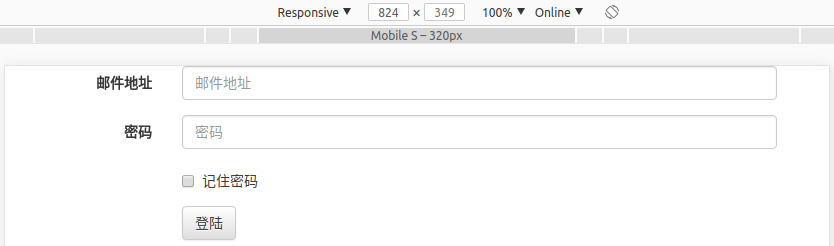 Responsive ▼ 824 × 349 100% ▼ Online ▼
Mobile S – 320px
邮件地址 邮件地址
密码 密码
记住密码
登陆